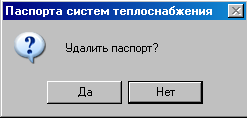 Паспорта систем теплоснабжения
Удалить паспорт?
Да
Нет